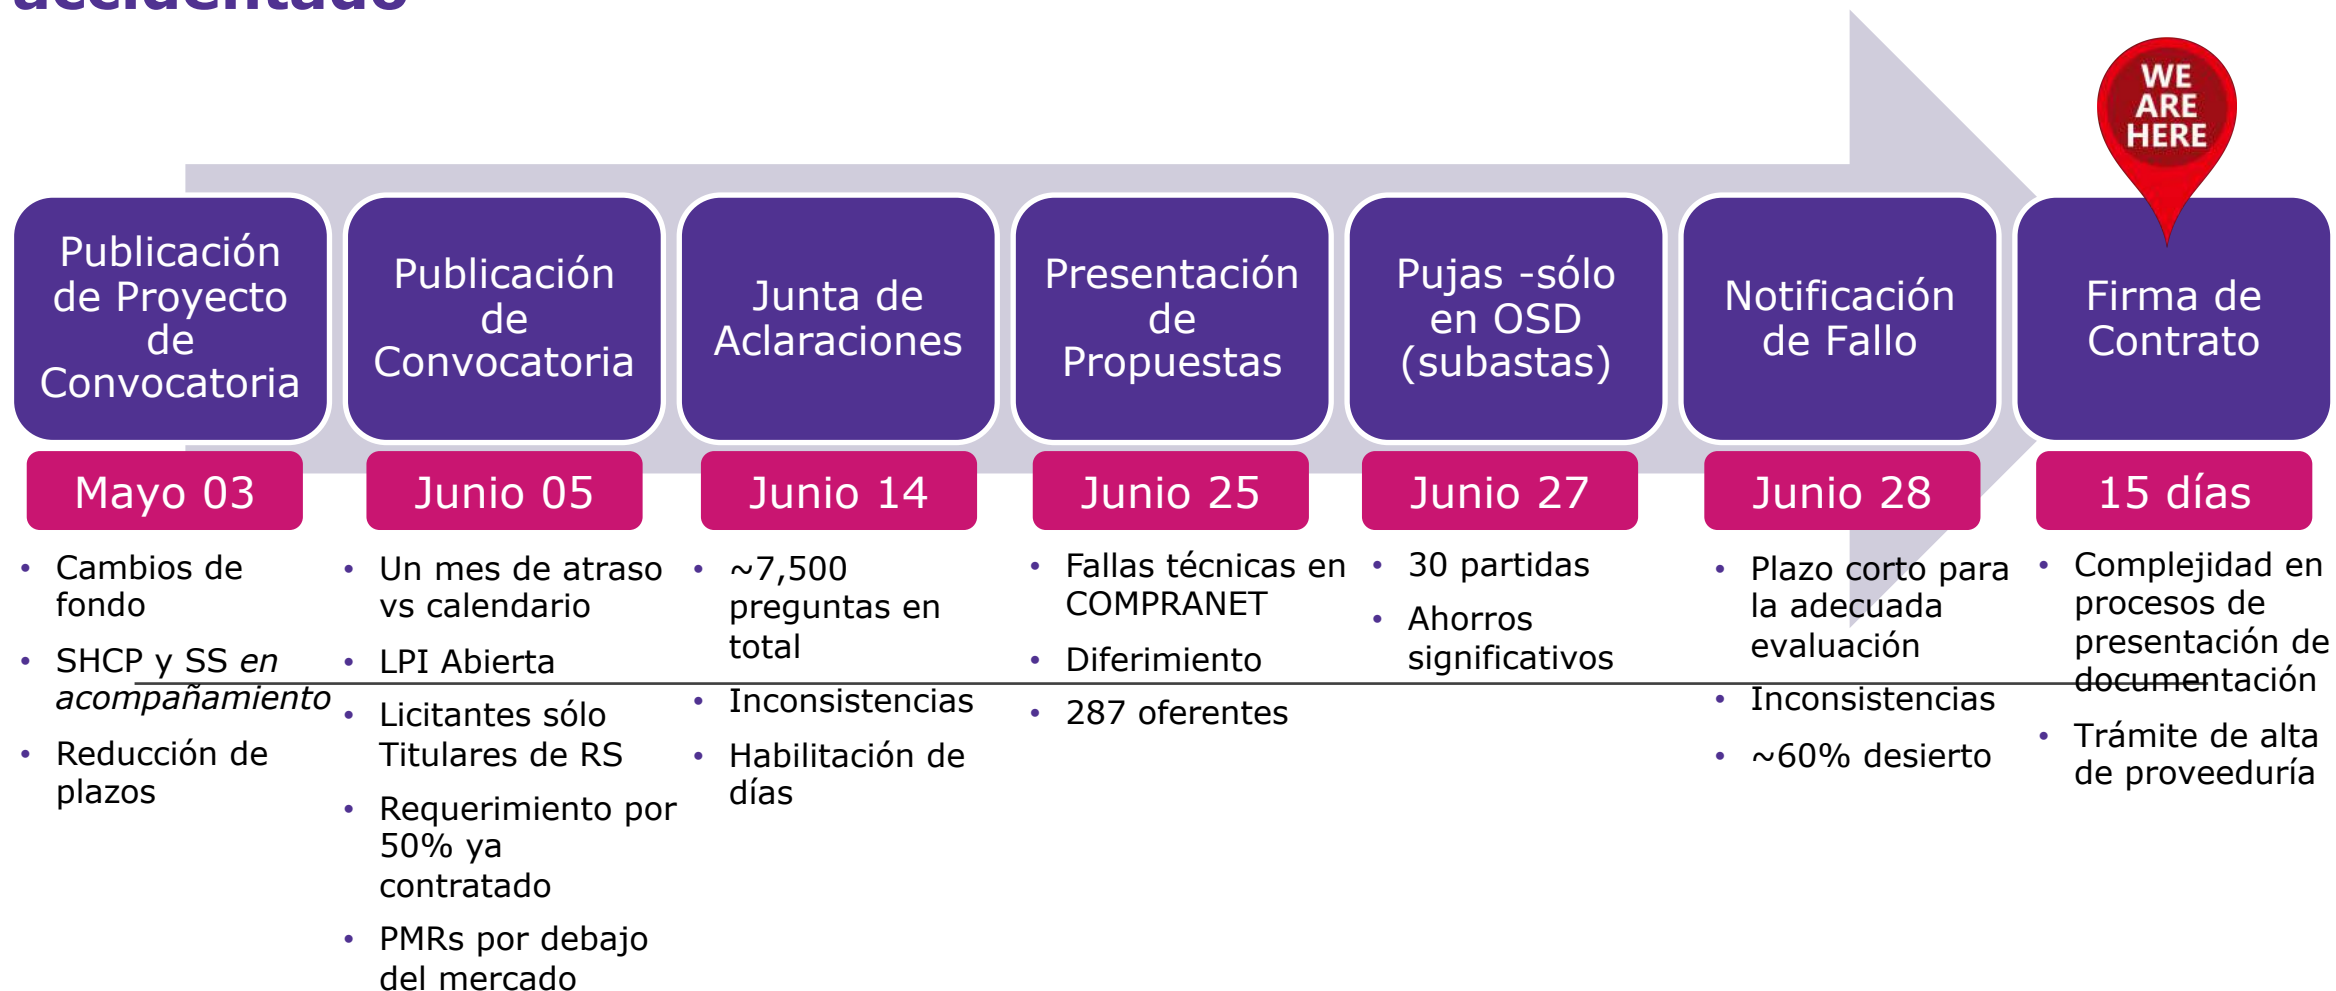 accidentado
WE
ARE
HERE
Publicación
de Proyecto
de
Convocatoria
Publicación
de
Convocatoria
Junta de
Aclaraciones
Presentación
de
Propuestas
Pujas -sólo
en OSD
(subastas)
Notificación
de Fallo
Firma de
Contrato
Mayo 03
Junio 05
Junio 14
Junio 25
Junio 27
Junio 28
15 días
• Cambios de
fondo
• SHCP y SS en
acompañamiento
• Reducción de
plazos
• Un mes de atraso
vs calendario
• LPI Abierta
• Licitantes sólo
Titulares de RS
• Requerimiento por
50% ya
contratado
• PMRs por debajo
del mercado
• ~7,500
preguntas en
total
• Inconsistencias
• Habilitación de
días
• Fallas técnicas en
COMPRANET
• Diferimiento
• 287 oferentes
• 30 partidas
• Ahorros
significativos
• Plazo corto para
la adecuada
evaluación
• Inconsistencias
• ~60% desierto
• Complejidad en
procesos de
presentación de
documentación
• Trámite de alta
de proveeduría